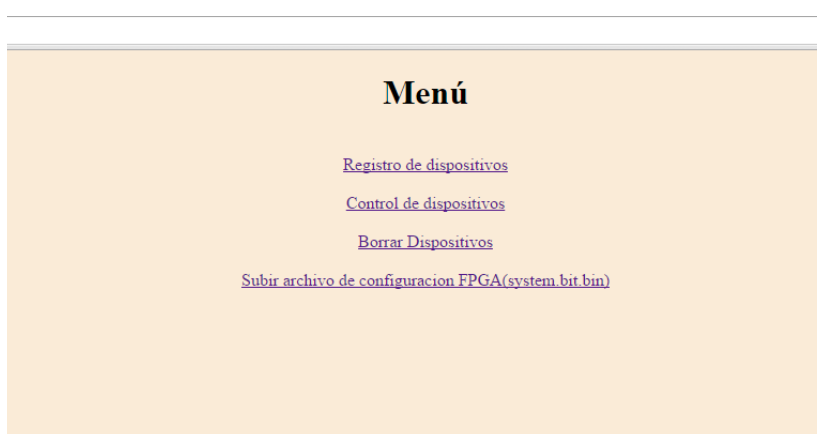 Menú
Registro de dispositivos
Control de dispositivos
Borrar Dispositivos
Subir archivo de configuracion FPGA(system.bit.bin)